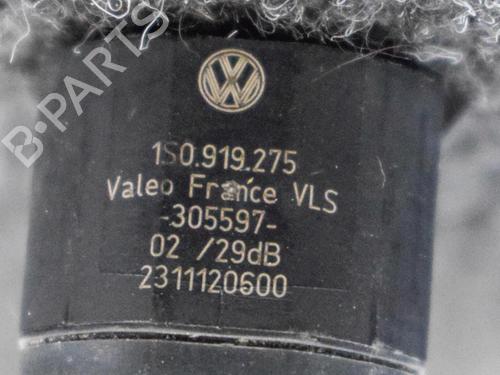 B-PARTS
1S0.919.275
Valeo France VLS
-305597-
02 /29dB
2311120600